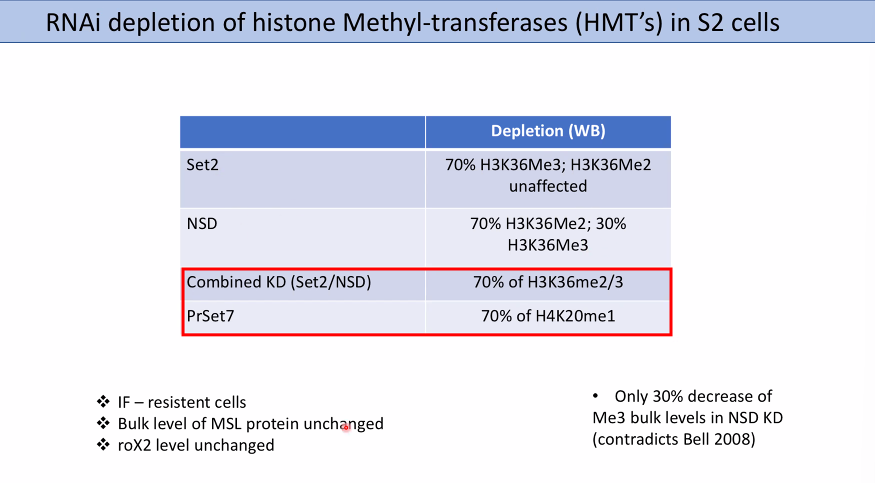 RNAi depletion of histone Methyl-transferases (HMT's) in S2 cells
Depletion (WB)
Set2
70% H3K36Me3; H3K36Me2
unaffected
NSD
70% H3K36Me2; 30%
H3K36Me3
Combined KD (Set2/NSD)
70% of H3K36me2/3
PrSet7
70% of H4K20me1
❖ IF – resistent cells
❖ Bulk level of MSL protein unchanged
❖ roX2 level unchanged
• Only 30% decrease of
Me3 bulk levels in NSD KD
(contradicts Bell 2008)